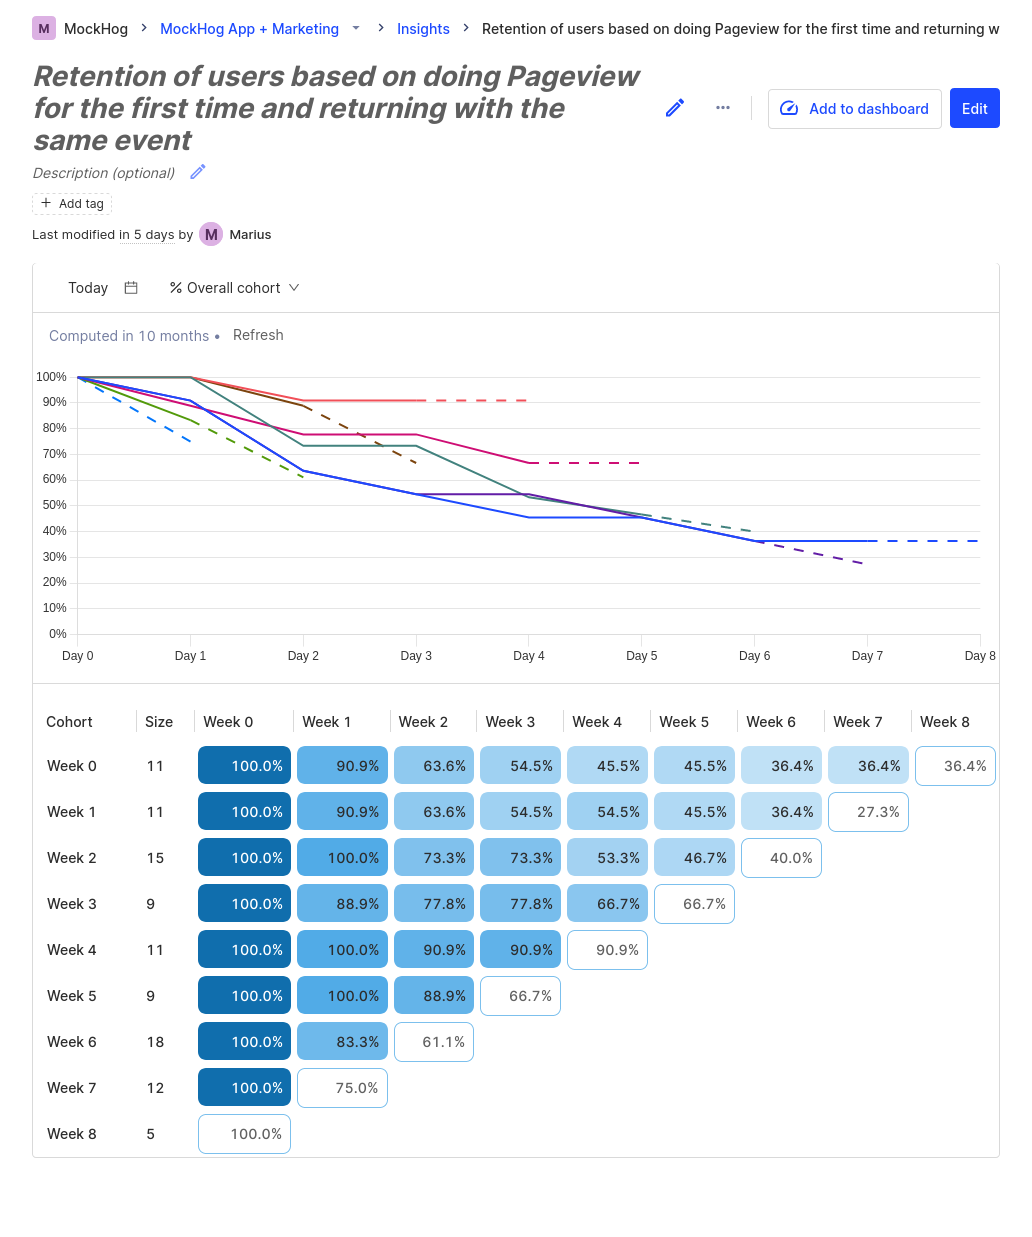 M MockHog > MockHog App + Marketing > Insights > Retention of users based on doing Pageview for the first time and returning w
Retention of users based on doing Pageview
for the first time and returning with the
same event
Add to dashboard
Edit
Description (optional)
+ Add tag
Last modified in 5 days by M Marius
Today
% Overall cohort
Computed in 10 months •
Refresh
100%
90%
80%
70%
60%
50%
40%
30%
20%
10%
0%
Day 0 Day 1 Day 2 Day 3 Day 4 Day 5 Day 6 Day 7 Day 8
Cohort Size Week 0 Week 1 Week 2 Week 3 Week 4 Week 5 Week 6 Week 7 Week 8
Week 0 11 100.0% 90.9% 63.6% 54.5% 45.5% 45.5% 36.4% 36.4% 36.4%
Week 1 11 100.0% 90.9% 63.6% 54.5% 54.5% 45.5% 36.4% 27.3%
Week 2 15 100.0% 100.0% 73.3% 73.3% 53.3% 46.7% 40.0%
Week 3 9 100.0% 88.9% 77.8% 77.8% 66.7% 66.7%
Week 4 11 100.0% 100.0% 90.9% 90.9% 90.9%
Week 5 9 100.0% 100.0% 88.9% 66.7%
Week 6 18 100.0% 83.3% 61.1%
Week 7 12 100.0% 75.0%
Week 8 5 100.0%